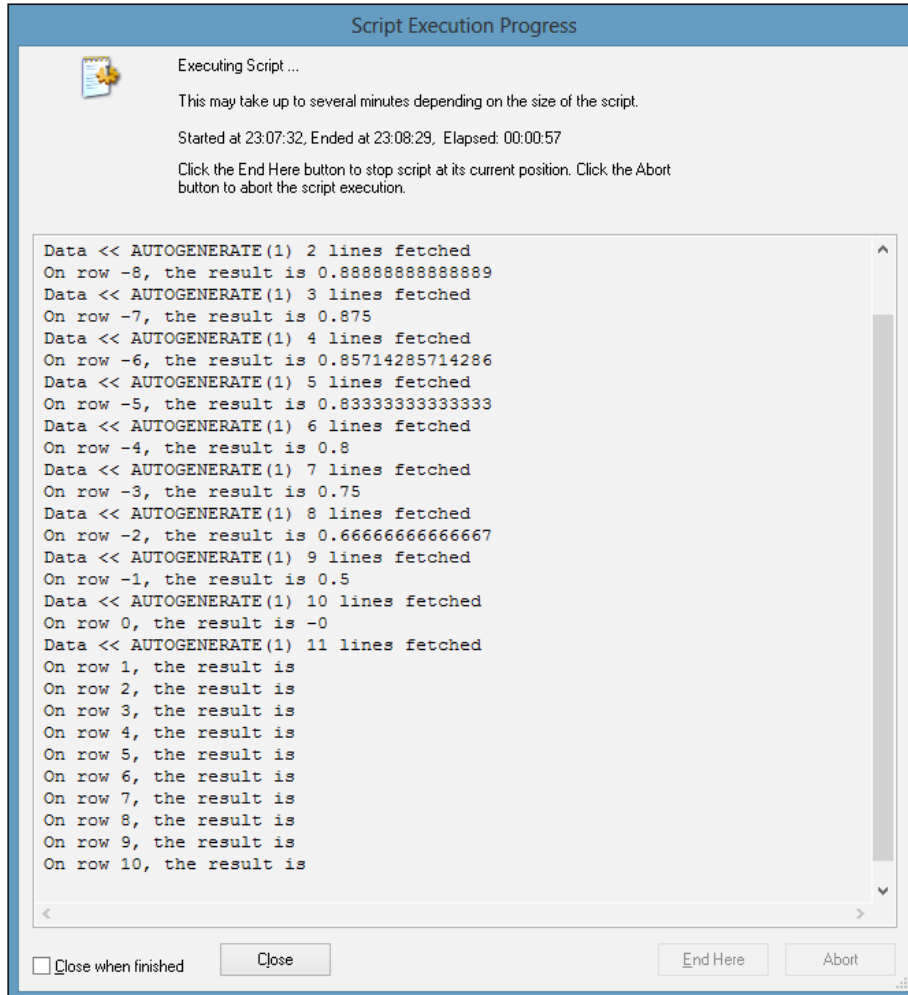 Script Execution Progress
Executing Script ...
This may take up to several minutes depending on the size of the script.
Started at 23:07:32, Ended at 23:08:29, Elapsed: 00:00:57
Click the End Here button to stop script at its current position. Click the Abort
button to abort the script execution.
Data << AUTOGENERATE(1) 2 lines fetched
On row -8, the result is 0.88888888888889
Data << AUTOGENERATE(1) 3 lines fetched
On row -7, the result is 0.875
Data << AUTOGENERATE(1) 4 lines fetched
On row -6, the result is 0.85714285714286
Data << AUTOGENERATE(1) 5 lines fetched
On row -5, the result is 0.83333333333333
Data << AUTOGENERATE(1) 6 lines fetched
On row -4, the result is 0.8
Data << AUTOGENERATE(1) 7 lines fetched
On row -3, the result is 0.75
Data << AUTOGENERATE(1) 8 lines fetched
On row -2, the result is 0.66666666666667
Data << AUTOGENERATE(1) 9 lines fetched
On row -1, the result is 0.5
Data << AUTOGENERATE(1) 10 lines fetched
On row 0, the result is -0
Data << AUTOGENERATE(1) 11 lines fetched
On row 1, the result is
On row 2, the result is
On row 3, the result is
On row 4, the result is
On row 5, the result is
On row 6, the result is
On row 7, the result is
On row 8, the result is
On row 9, the result is
On row 10, the result is
Close when finished
Close
End Here
Abort